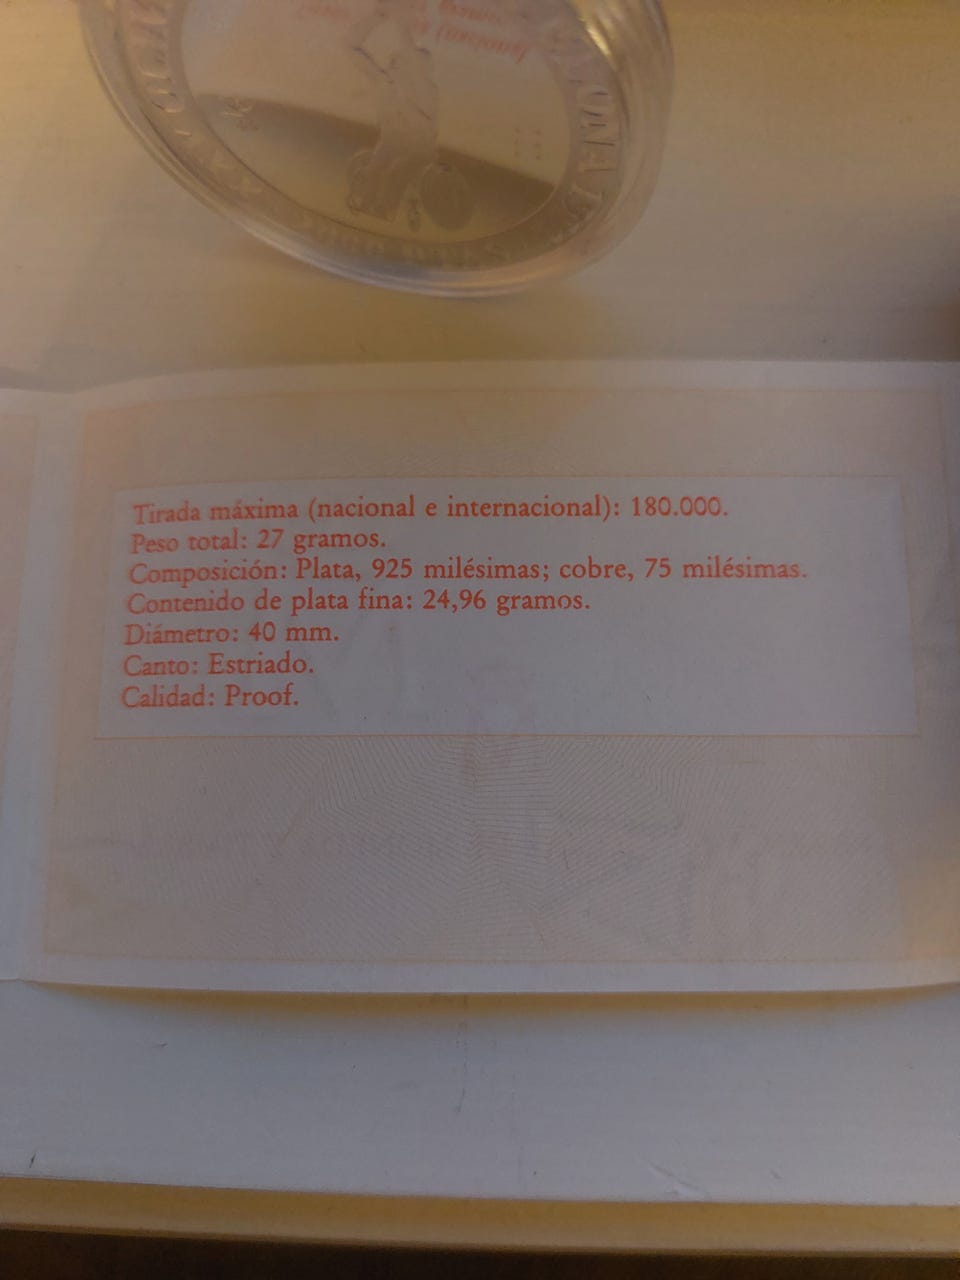 Tirada máxima (nacional e internacional): 180.000.
Peso total: 27 gramos.
Composición: Plata, 925 milésimas; cobre, 75 milésimas.
Contenido de plata fina: 24,96 gramos.
Diámetro: 40 mm.
Canto: Estriado.
Calidad: Proof.